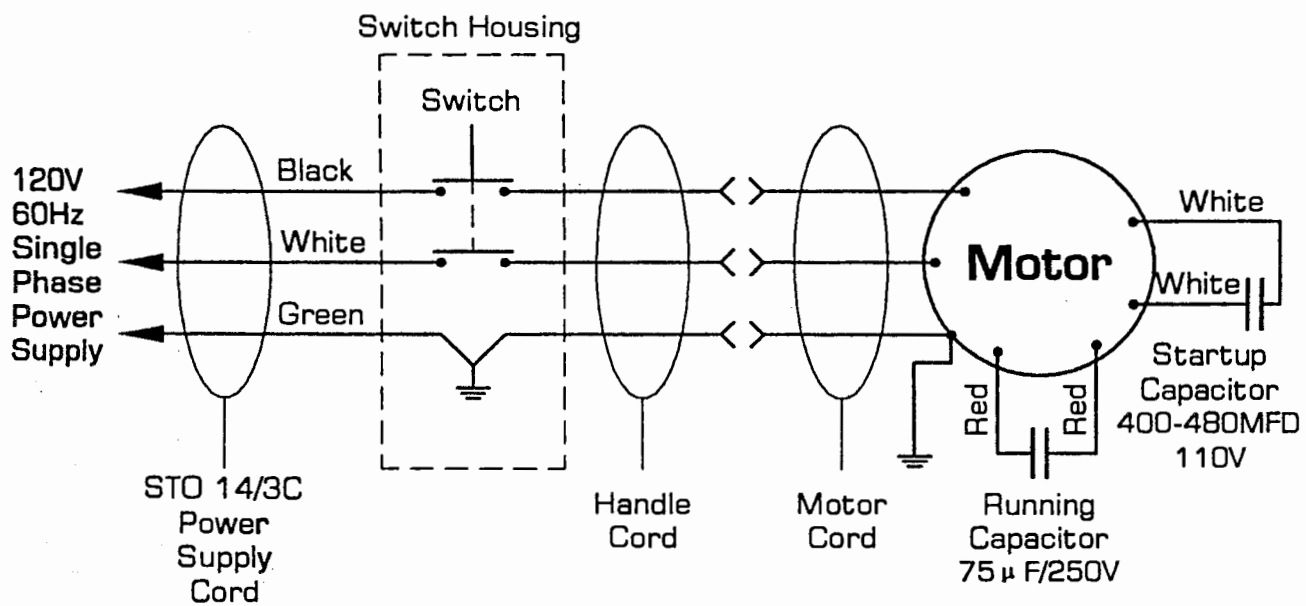 Switch Housing
Switch
120V
60Hz
Single
Phase
Power
Supply
Black
White
Green
STO 14/3C
Power
Supply
Cord
Handle
Cord
Motor
Cord
Motor
White
White
Startup
Capacitor
400-480MFD
110V
Red
Red
Running
Capacitor
75 μ F/250V